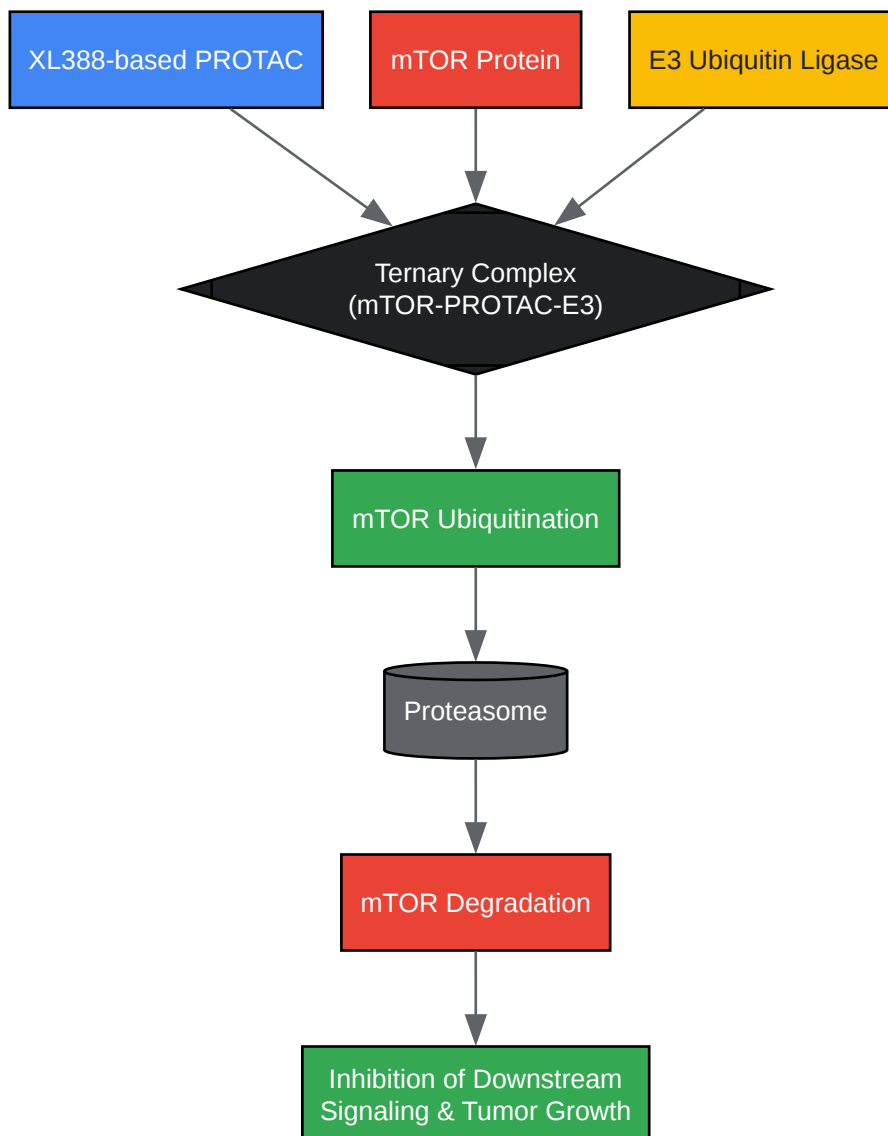 XL388-based PROTAC
mTOR Protein
E3 Ubiquitin Ligase
Ternary Complex
(mTOR-PROTAC-E3)
mTOR Ubiquitination
Proteasome
mTOR Degradation
Inhibition of Downstream
Signaling & Tumor Growth